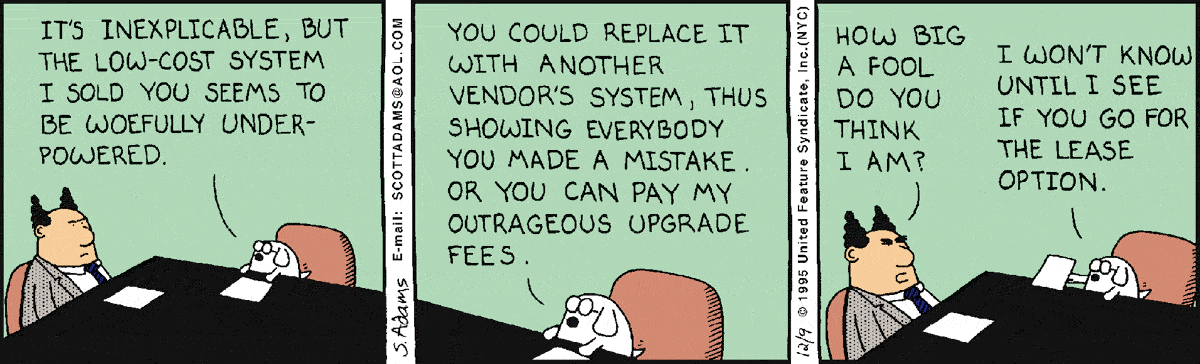 IT'S INEXPLICABLE, BUT
THE LOW-COST SYSTEM
I SOLD YOU SEEMS TO
BE WOEFULLY UNDER-
POWERED.
S. Adams
E-mail: SCOTTADAMS@AOL.COM
YOU COULD REPLACE IT
WITH ANOTHER
VENDOR'S SYSTEM, THUS
SHOWING EVERYBODY
YOU MADE A MISTAKE.
OR YOU CAN PAY MY
OUTRAGEOUS UPGRADE
FEES.
12/9 © 1995 United Feature Syndicate, Inc.(NYC)
HOW BIG
A FOOL
DO YOU
THINK
I AM?
I WON'T KNOW
UNTIL I SEE
IF YOU GO FOR
THE LEASE
OPTION.